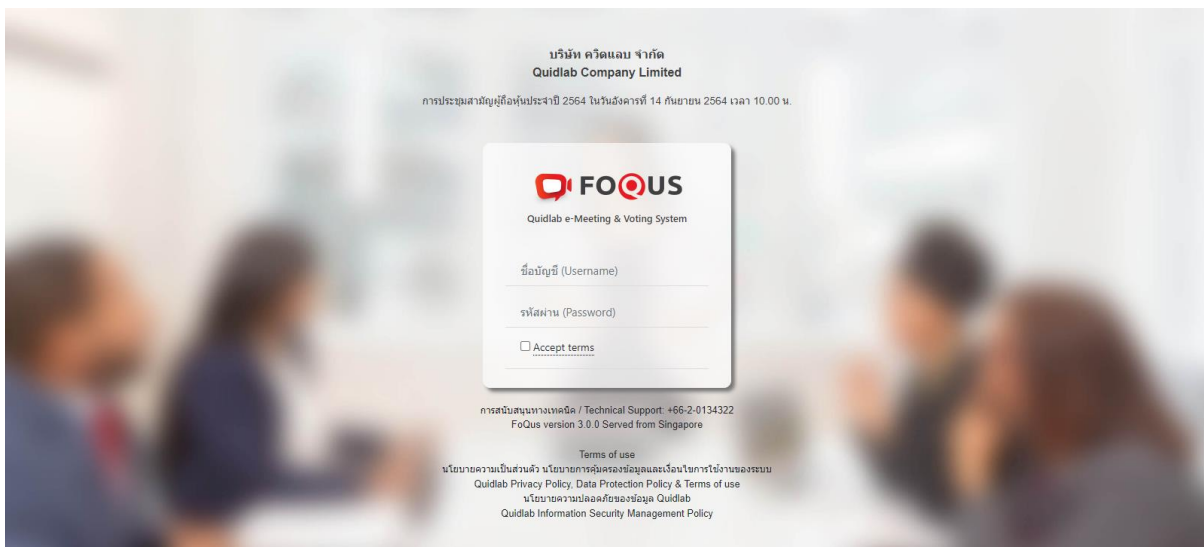 บริษัท ควิดแลบ จำกัด
Quidlab Company Limited
การประชุมสามัญผู้ถือหุ้นประจำปี 2564 ในวันอังคารที่ 14 กันยายน 2564 เวลา 10.00 น.
FOQUS
Quidlab e-Meeting & Voting System
ชื่อบัญชี (Username)
รหัสผ่าน (Password)
Accept terms
การสนับสนุนทางเทคนิค / Technical Support: +66-2-0134322
FoQus version 3.0.0 Served from Singapore
Terms of use
นโยบายความเป็นส่วนตัว นโยบายการคุ้มครองข้อมูลและเงื่อนไขการใช้งานของระบบ
Quidlab Privacy Policy, Data Protection Policy & Terms of use
นโยบายความปลอดภัยของข้อมูล Quidlab
Quidlab Information Security Management Policy